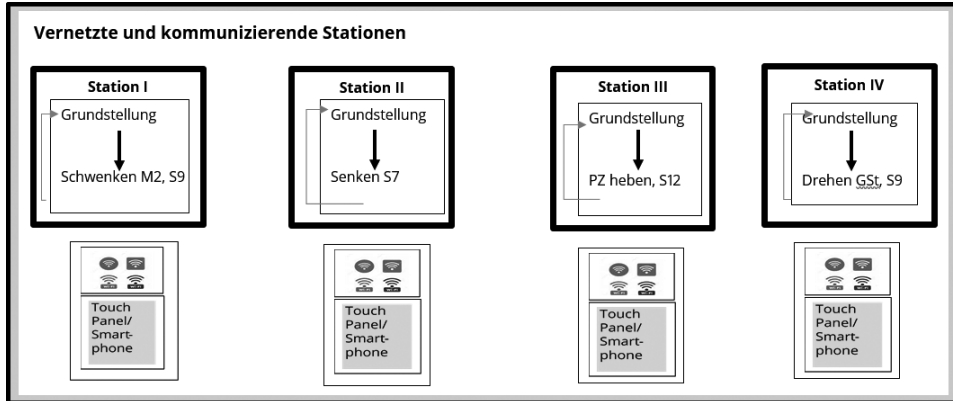 Vernetzte und kommunizierende Stationen
Station I
Grundstellung
Schwenken M2, S9
Station II
Grundstellung
Senken S7
Station III
Grundstellung
PZ heben, S12
Station IV
Grundstellung
Drehen GSt, S9
Touch
Panel/
Smart-
phone
Touch
Panel/
Smart-
phone
Touch
Panel/
Smart-
phone
Touch
Panel/
Smart-
phone